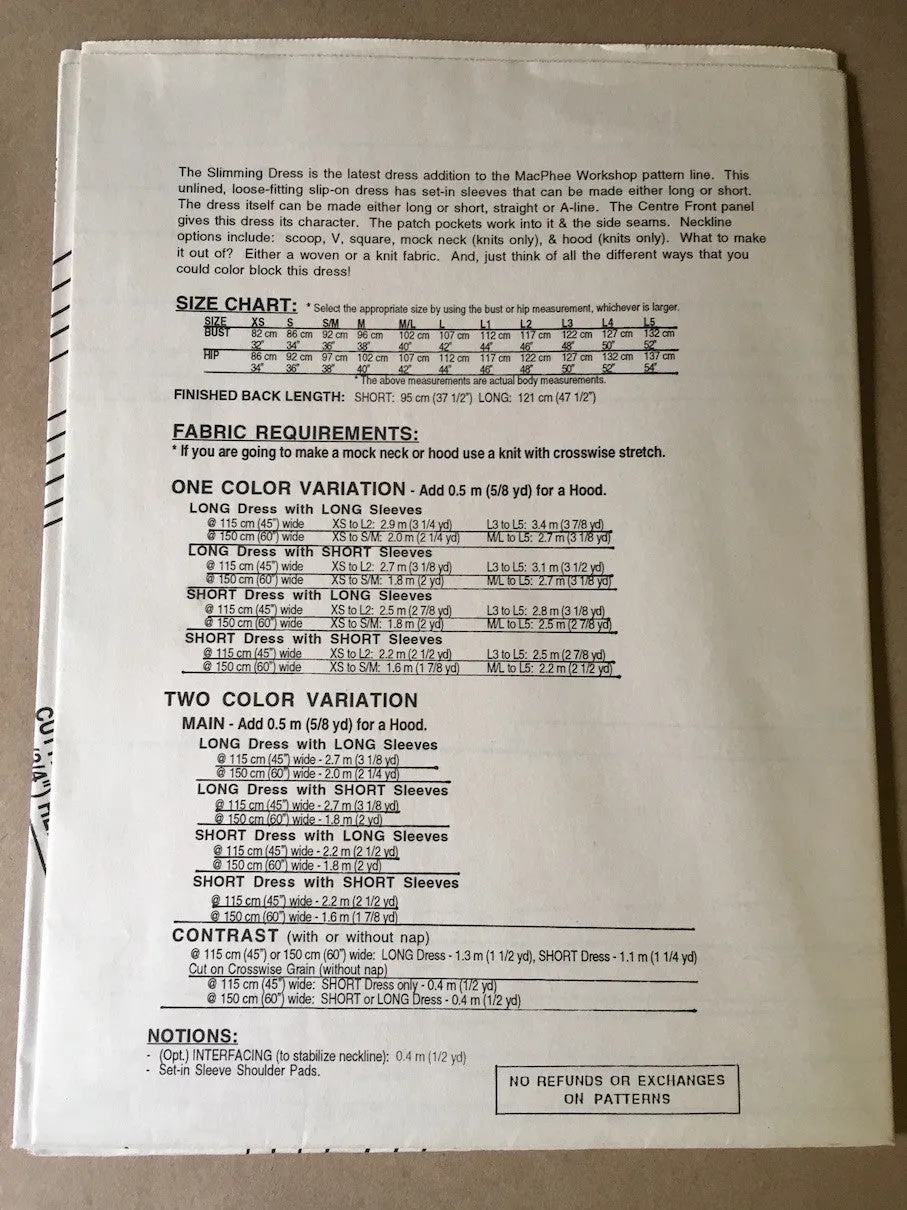 The Slimming Dress is the latest dress addition to the MacPhee Workshop pattern line. This
unlined, loose-fitting slip-on dress has set-in sleeves that can be made either long or short.
The dress itself can be made either long or short, straight or A-line. The Centre Front panel
gives this dress its character. The patch pockets work into it & the side seams. Neckline
options include: scoop, V, square, mock neck (knits only), & hood (knits only). What to make
it out of? Either a woven or a knit fabric. And, just think of all the different ways that you
could color block this dress!
SIZE CHART: * Select the appropriate size by using the bust or hip measurement, whichever is larger.
SIZE XS S S/M M M/L L L1 L2 L3 L4 L5
BUST 82 cm 86 cm 92 cm 96 cm 102 cm 107 cm 112 cm 117 cm 122 cm 127 cm 132 cm
32" 34" 36" 38" 40" 42" 44" 46" 48" 50" 52"
HIP 86 cm 92 cm 97 cm 102 cm 107 cm 112 cm 117 cm 122 cm 127 cm 132 cm 137 cm
34" 36" 38" 40" 42" 44" 46" 48" 50" 52" 54"
* The above measurements are actual body measurements.
FINISHED BACK LENGTH: SHORT: 95 cm (37 1/2") LONG: 121 cm (47 1/2")
FABRIC REQUIREMENTS:
* If you are going to make a mock neck or hood use a knit with crosswise stretch.
ONE COLOR VARIATION - Add 0.5 m (5/8 yd) for a Hood.
LONG Dress with LONG Sleeves
@ 115 cm (45") wide XS to L2: 2.9 m (3 1/4 yd) L3 to L5: 3.4 m (3 7/8 yd)
@ 150 cm (60") wide XS to S/M: 2.0 m (2 1/4 yd) M/L to L5: 2.7 m (3 1/8 yd)
LONG Dress with SHORT Sleeves
@ 115 cm (45") wide XS to L2: 2.7 m (3 1/8 yd) L3 to L5: 3.1 m (3 1/2 yd)
@ 150 cm (60") wide XS to S/M: 1.8 m (2 yd) M/L to L5: 2.7 m (3 1/8 yd)
SHORT Dress with LONG Sleeves
@ 115 cm (45") wide XS to L2: 2.5 m (2 7/8 yd) L3 to L5: 2.8 m (3 1/8 yd)
@ 150 cm (60") wide XS to S/M: 1.8 m (2 yd) M/L to L5: 2.5 m (2 7/8 yd)
SHORT Dress with SHORT Sleeves
@ 115 cm (45") wide XS to L2: 2.2 m (2 1/2 yd) L3 to L5: 2.5 m (2 7/8 yd)
@ 150 cm (60") wide XS to S/M: 1.6 m (1 7/8 yd) M/L to L5: 2.2 m (2 1/2 yd)
TWO COLOR VARIATION
MAIN - Add 0.5 m (5/8 yd) for a Hood.
LONG Dress with LONG Sleeves
@ 115 cm (45") wide - 2.7 m (3 1/8 yd)
@ 150 cm (60") wide - 2.0 m (2 1/4 yd)
LONG Dress with SHORT Sleeves
@ 115 cm (45") wide - 2.7 m (3 1/8 yd)
@ 150 cm (60") wide - 1.8 m (2 yd)
SHORT Dress with LONG Sleeves
@ 115 cm (45") wide - 2.2 m (2 1/2 yd)
@ 150 cm (60") wide - 1.8 m (2 yd)
SHORT Dress with SHORT Sleeves
@ 115 cm (45") wide - 2.2 m (2 1/2 yd)
@ 150 cm (60") wide - 1.6 m (1 7/8 yd)
CONTRAST (with or without nap)
@ 115 cm (45") or 150 cm (60") wide: LONG Dress - 1.3 m (1 1/2 yd), SHORT Dress - 1.1 m (1 1/4 yd)
Cut on Crosswise Grain (without nap)
@ 115 cm (45") wide: SHORT Dress only - 0.4 m (1/2 yd)
@ 150 cm (60") wide: SHORT or LONG Dress - 0.4 m (1/2 yd)
NOTIONS:
- (Opt.) INTERFACING (to stabilize neckline): 0.4 m (1/2 yd)
- Set-in Sleeve Shoulder Pads.
NO REFUNDS OR EXCHANGES
ON PATTERNS